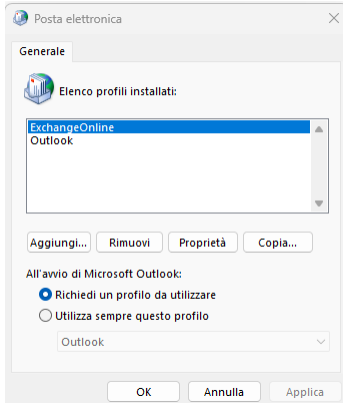 Posta elettronica
Generale
Elenco profili installati:
ExchangeOnline
Outlook
Aggiungi... Rimuovi Proprietà Copia...
All'avvio di Microsoft Outlook:
Richiedi un profilo da utilizzare
Utilizza sempre questo profilo
Outlook
OK Annulla Applica